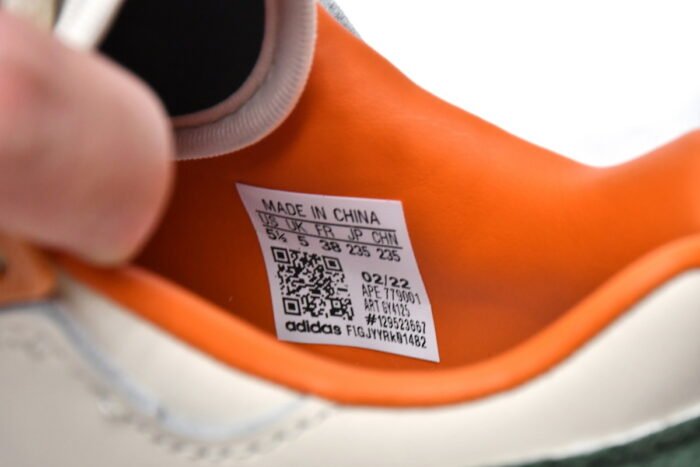 MADE IN CHINA
US UK FR JP CHN
5½ 5 38 235 235
02/22
APE 779001
ART GY4125
#129523667
adidas FIGJYYRk01482